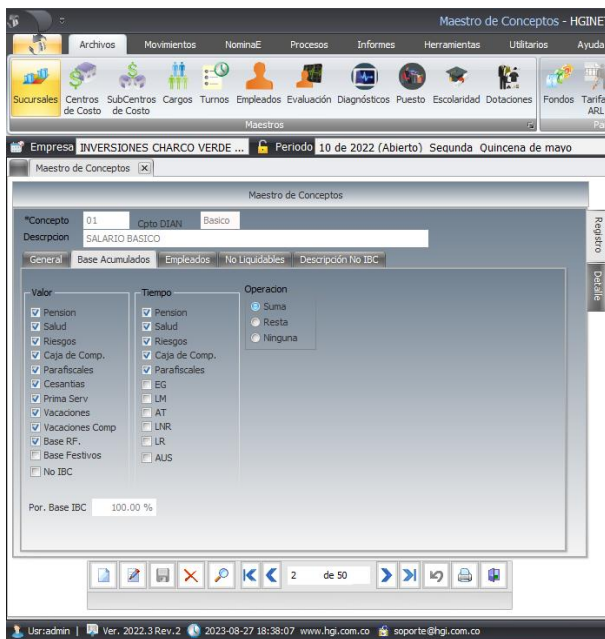 Maestro de Conceptos - HGINE
Archivos Movimientos NominaE Procesos Informes Herramientas Utilitarios Ayuda
Sucursales Centros de Costo SubCentros de Costo Cargos Turnos Empleados Evaluación Diagnósticos Puesto Escolaridad Dotaciones Fondos Tarifa ARL
Maestros Pa
Empresa INVERSIONES CHARCO VERDE ... Periodo 10 de 2022 (Abierto) Segunda Quincena de mayo
Maestro de Conceptos
Maestro de Conceptos
*Concepto 01 Cpto DIAN Basico
Descrpcion SALARIO BASICO
General Base Acumulados Empleados No Liquidables Descripción No IBC
Registro
Detalle
Valor Tiempo Operacion
Pension Pension Suma
Salud Salud Resta
Riesgos Riesgos Ninguna
Caja de Comp. Caja de Comp.
Parafiscales Parafiscales
Cesantias EG
Prima Serv LM
Vacaciones AT
Vacaciones Comp LNR
Base RF. LR
Base Festivos AUS
No IBC
Por. Base IBC 100.00 %
2 de 50
Usr:admin | Ver. 2022.3 Rev.2 2023-08-27 18:38:07 www.hgi.com.co soporte@hgi.com.co